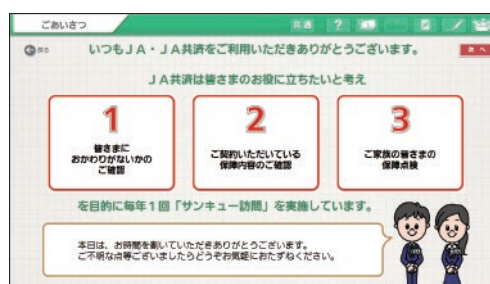 ごあいさつ
共通
?
戻る
いつもJA・JA共済をご利用いただきありがとうございます。
次へ
JA共済は皆さまのお役に立ちたいと考え
1
皆さまに
おかわりがないかの
ご確認
2
ご契約いただいている
保障内容のご確認
3
ご家族の皆さまの
保障点検
を目的に毎年1回「サンキュー訪問」を実施しています。
本日は、お時間を割いていただきありがとうございます。
ご不明な点等ございましたらどうぞお気軽におたずねください。